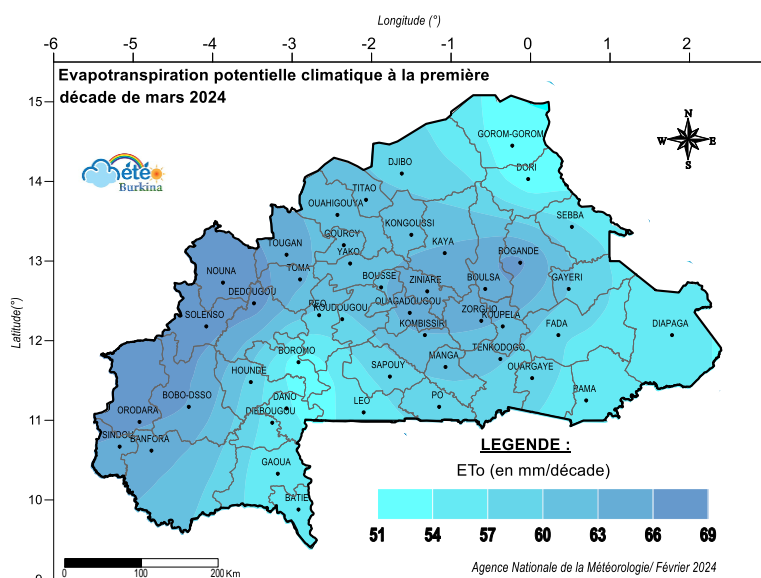 Longitude (°)
-6 -5 -4 -3 -2 -1 0 1 2
Evapotranspiration potentielle climatique à la première
décade de mars 2024
15
14
13
12
11
10
Latitude(°)
été
Burkina
N
W E
S
GOROM-GOROM
DJIBO
DORI
TITAO
OUAHIGOUYA
SEBBA
KONGOUSSI
GOURCY
TOUGAN
KAYA
YAKO
BOGANDE
NOUNA
TOMA
BOUSSE
ZINIARE
BOULSA
GAYERI
DEDOUGOU
OUAGADOUGOU
REO
KOUDOUGOU
ZORGHO
KOUPELA
SOLENSO
KOMBISSIRI
FADA
DIAPAGA
TENKODOGO
BOROMO
MANGA
HOUNDE
SAPOUY
OUARGAYE
BOBO-DSSO
DANO
LEO
PO
PAMA
ORODARA
DIEBOUGOU
SINDOU
BANFORA
GAOUA
BATIE
LEGENDE :
ETo (en mm/décade)
51 54 57 60 63 66 69
0 100 200 Km
Agence Nationale de la Météorologie/ Février 2024